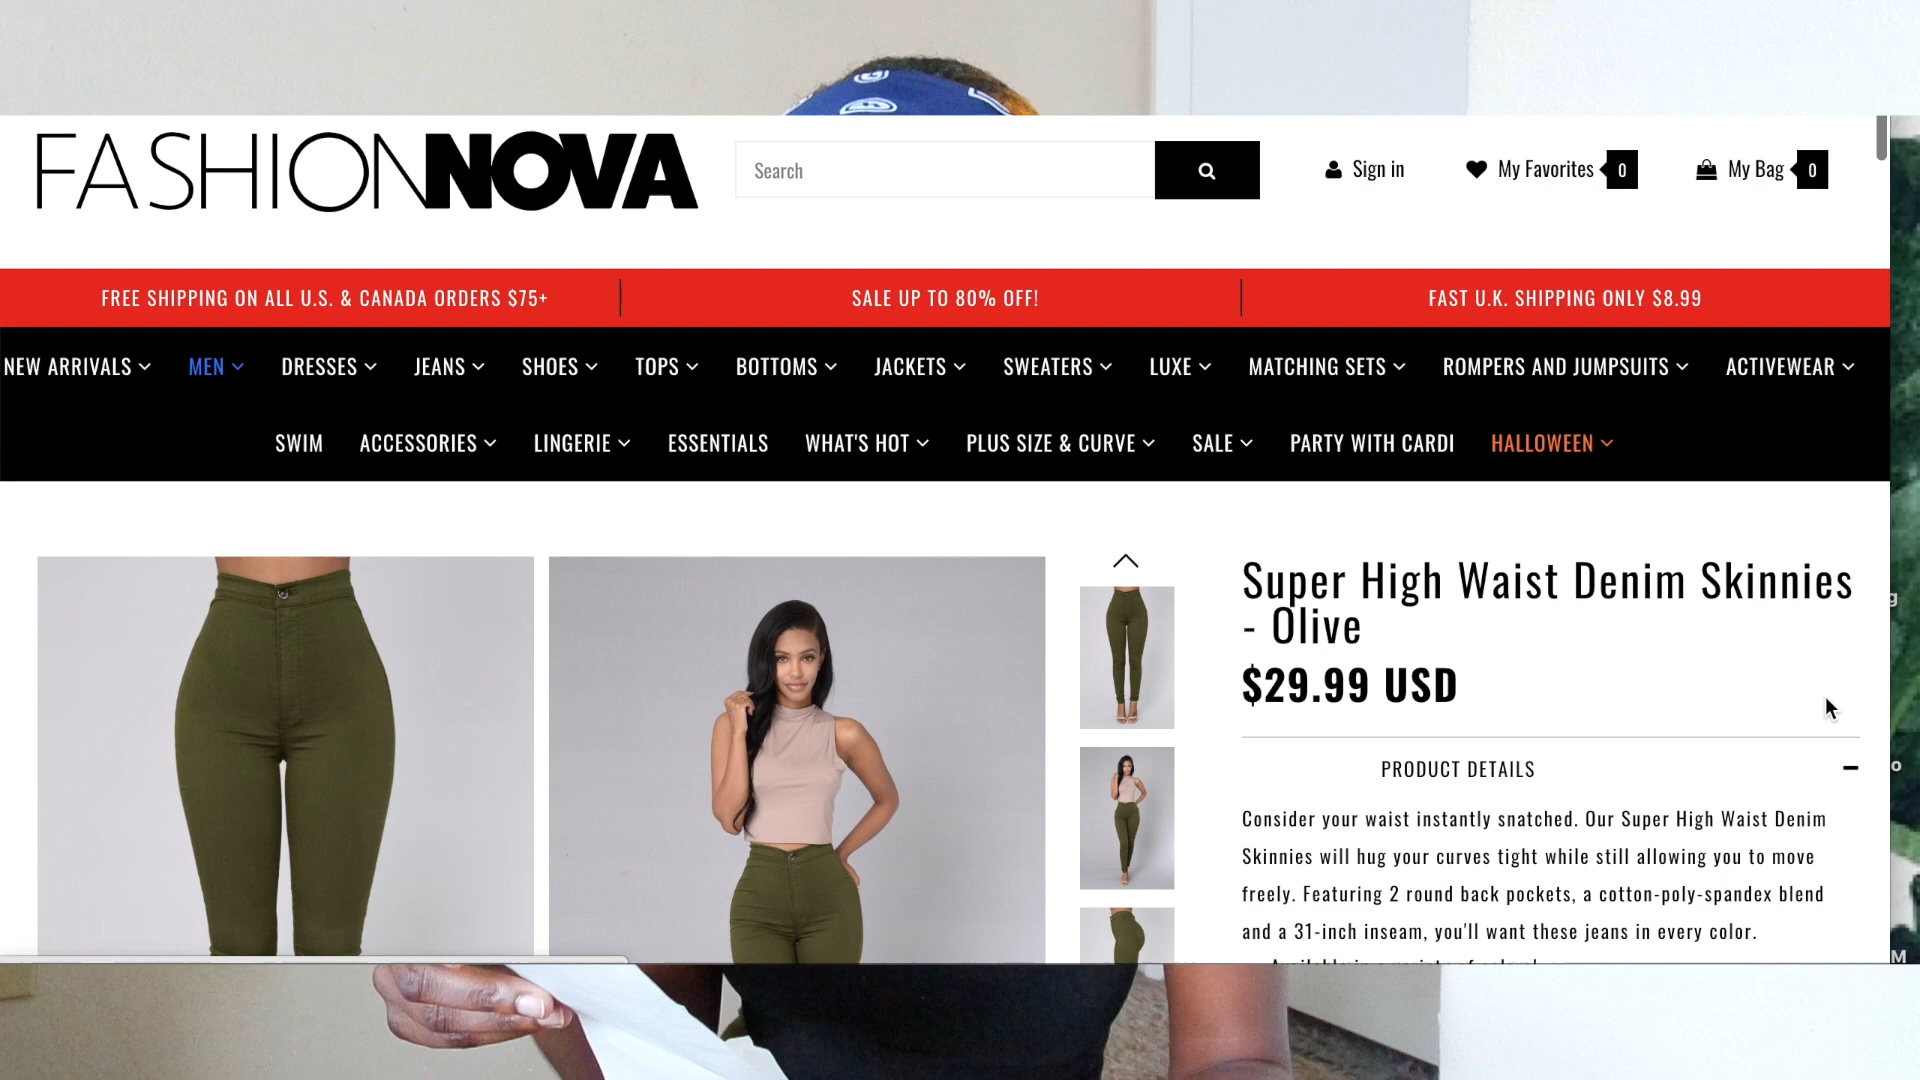 FASHIONNOVA
Search
Sign in
My Favorites 0
My Bag 0
FREE SHIPPING ON ALL U.S. & CANADA ORDERS $75+
SALE UP TO 80% OFF!
FAST U.K. SHIPPING ONLY $8.99
NEW ARRIVALS MEN DRESSES JEANS SHOES TOPS BOTTOMS JACKETS SWEATERS LUXE MATCHING SETS ROMPERS AND JUMPSUITS ACTIVEWEAR
SWIM ACCESSORIES LINGERIE ESSENTIALS WHAT'S HOT PLUS SIZE & CURVE SALE PARTY WITH CARDI HALLOWEEN
Super High Waist Denim Skinnies
- Olive
$29.99 USD
PRODUCT DETAILS
Consider your waist instantly snatched. Our Super High Waist Denim
Skinnies will hug your curves tight while still allowing you to move
freely. Featuring 2 round back pockets, a cotton-poly-spandex blend
and a 31-inch inseam, you'll want these jeans in every color.